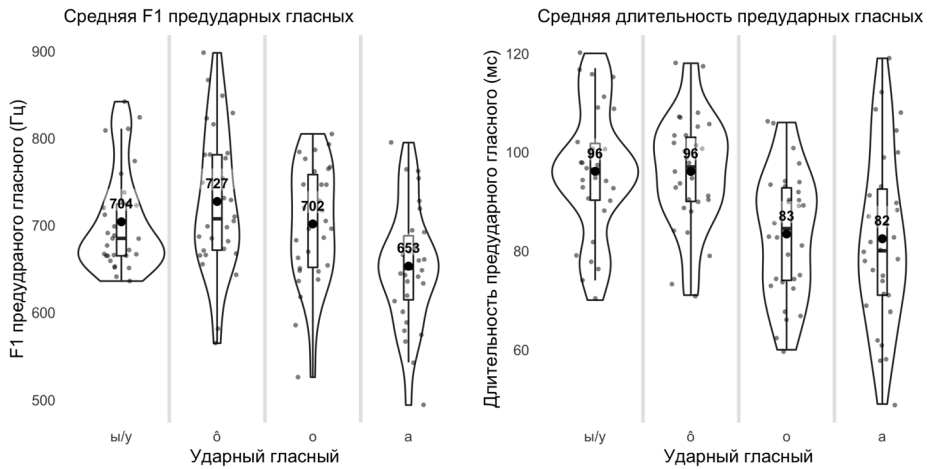 Средняя F1 предударных гласных
F1 предудраного гласного (Гц)
900
800
700
600
500
704
727
702
653
ы/у
ô
о
а
Ударный гласный
Средняя длительность предударных гласных
Длительность предударного гласного (мс)
120
100
80
60
96
96
83
82
ы/у
ô
о
а
Ударный гласный